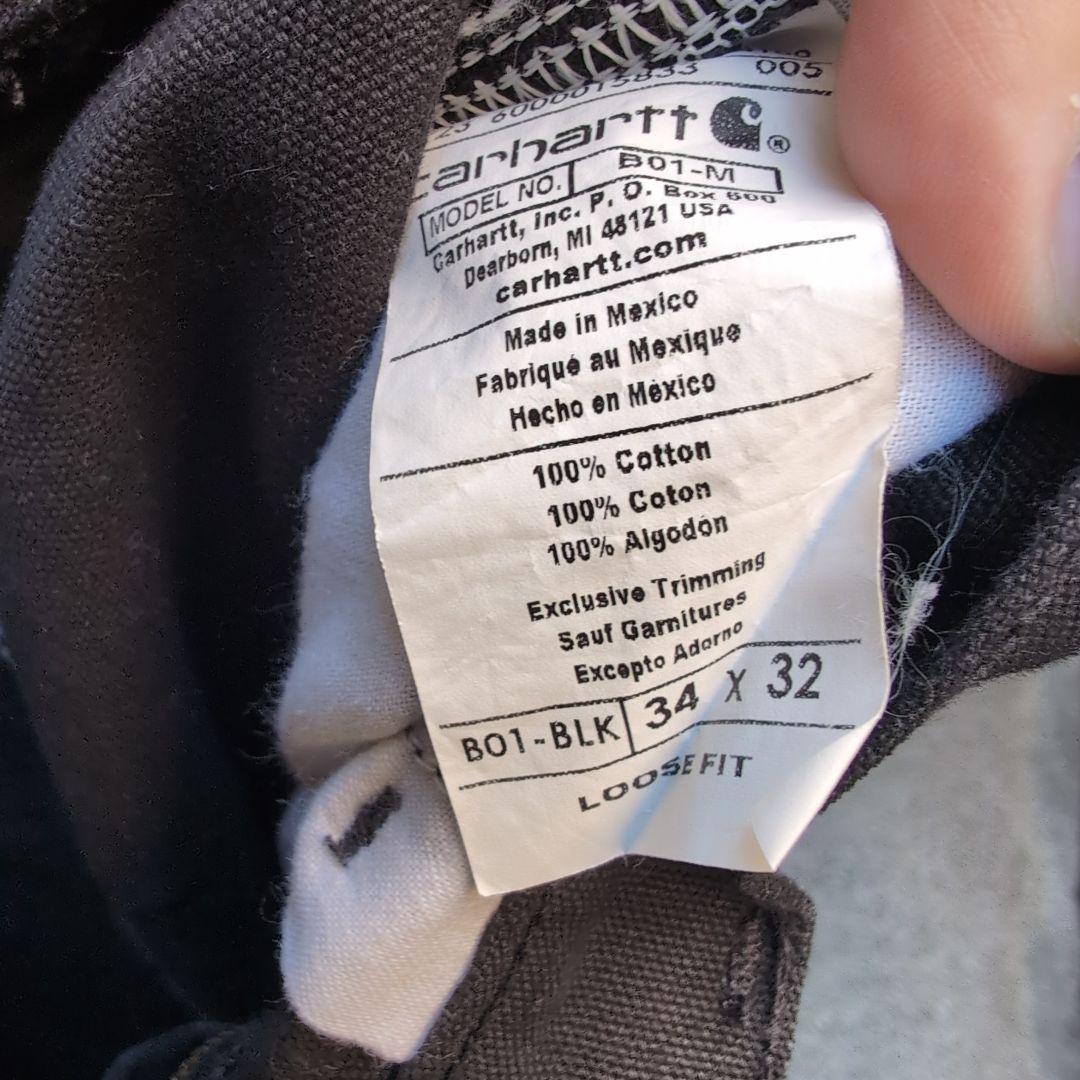 23 6000015833 005
carhartt ®
MODEL NO. B01-M
Carhartt, Inc. P. O. Box 600
Dearborn, MI 48121 USA
carhartt.com
Made in Mexico
Fabriqué au Mexique
Hecho en México
100% Cotton
100% Coton
100% Algodón
Exclusive Trimming
Sauf Garnitures
Excepto Adorno
B01-BLK 34 X 32
LOOSE FIT